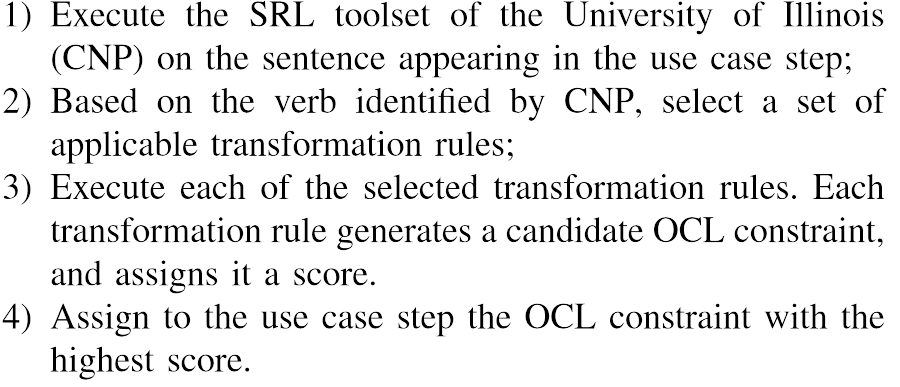 1) Execute the SRL toolset of the University of Illinois
(CNP) on the sentence appearing in the use case step;
2) Based on the verb identified by CNP, select a set of
applicable transformation rules;
3) Execute each of the selected transformation rules. Each
transformation rule generates a candidate OCL constraint,
and assigns it a score.
4) Assign to the use case step the OCL constraint with the
highest score.